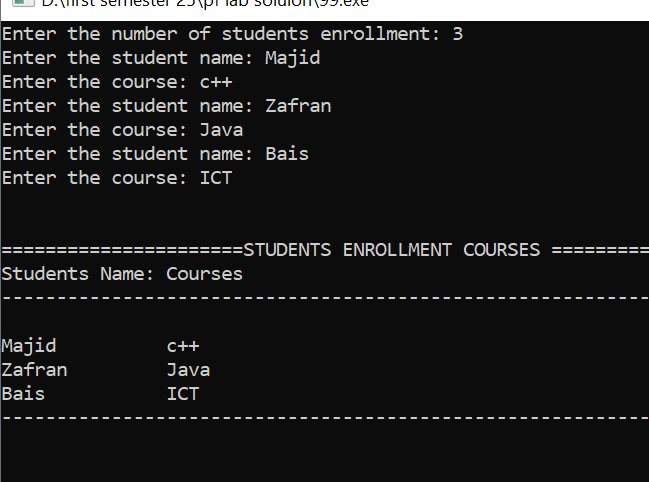 D:\first semester 25\pf lab solution\99.exe
Enter the number of students enrollment: 3
Enter the student name: Majid
Enter the course: c++
Enter the student name: Zafran
Enter the course: Java
Enter the student name: Bais
Enter the course: ICT
======================STUDENTS ENROLLMENT COURSES =========
Students Name: Courses
-----------------------------------------------------------
Majid          c++
Zafran         Java
Bais           ICT
-----------------------------------------------------------